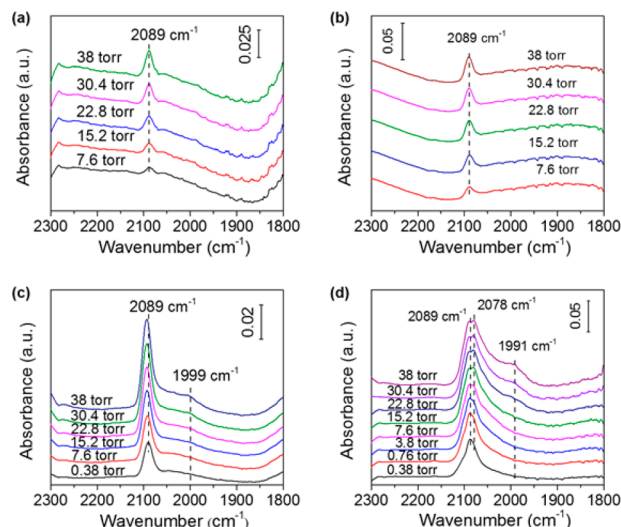 (a)
2089 cm⁻¹
0.025
38 torr
30.4 torr
22.8 torr
15.2 torr
7.6 torr
Absorbance (a.u.)
2300 2200 2100 2000 1900 1800
Wavenumber (cm⁻¹)
(b)
0.05
2089 cm⁻¹
38 torr
30.4 torr
22.8 torr
15.2 torr
7.6 torr
Absorbance (a.u.)
2300 2200 2100 2000 1900 1800
Wavenumber (cm⁻¹)
(c)
2089 cm⁻¹
0.02
1999 cm⁻¹
38 torr
30.4 torr
22.8 torr
15.2 torr
7.6 torr
0.38 torr
Absorbance (a.u.)
2300 2200 2100 2000 1900 1800
Wavenumber (cm⁻¹)
(d)
2089 cm⁻¹
2078 cm⁻¹
0.05
1991 cm⁻¹
38 torr
30.4 torr
22.8 torr
15.2 torr
7.6 torr
3.8 torr
0.76 torr
0.38 torr
Absorbance (a.u.)
2300 2200 2100 2000 1900 1800
Wavenumber (cm⁻¹)